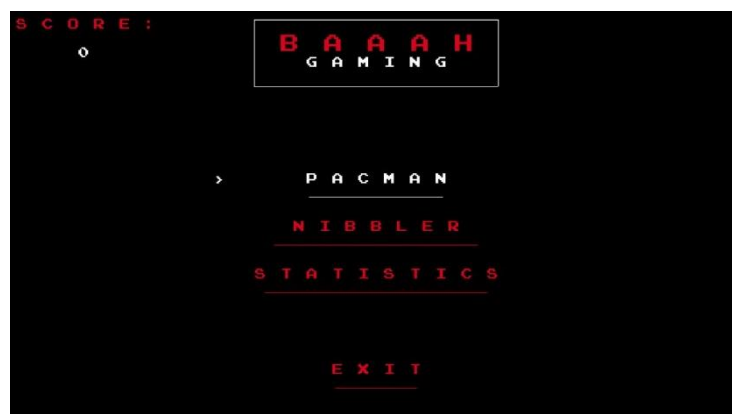 SCORE:
0
BAAAH
GAMING
> PACMAN
NIBBLER
STATISTICS
EXIT